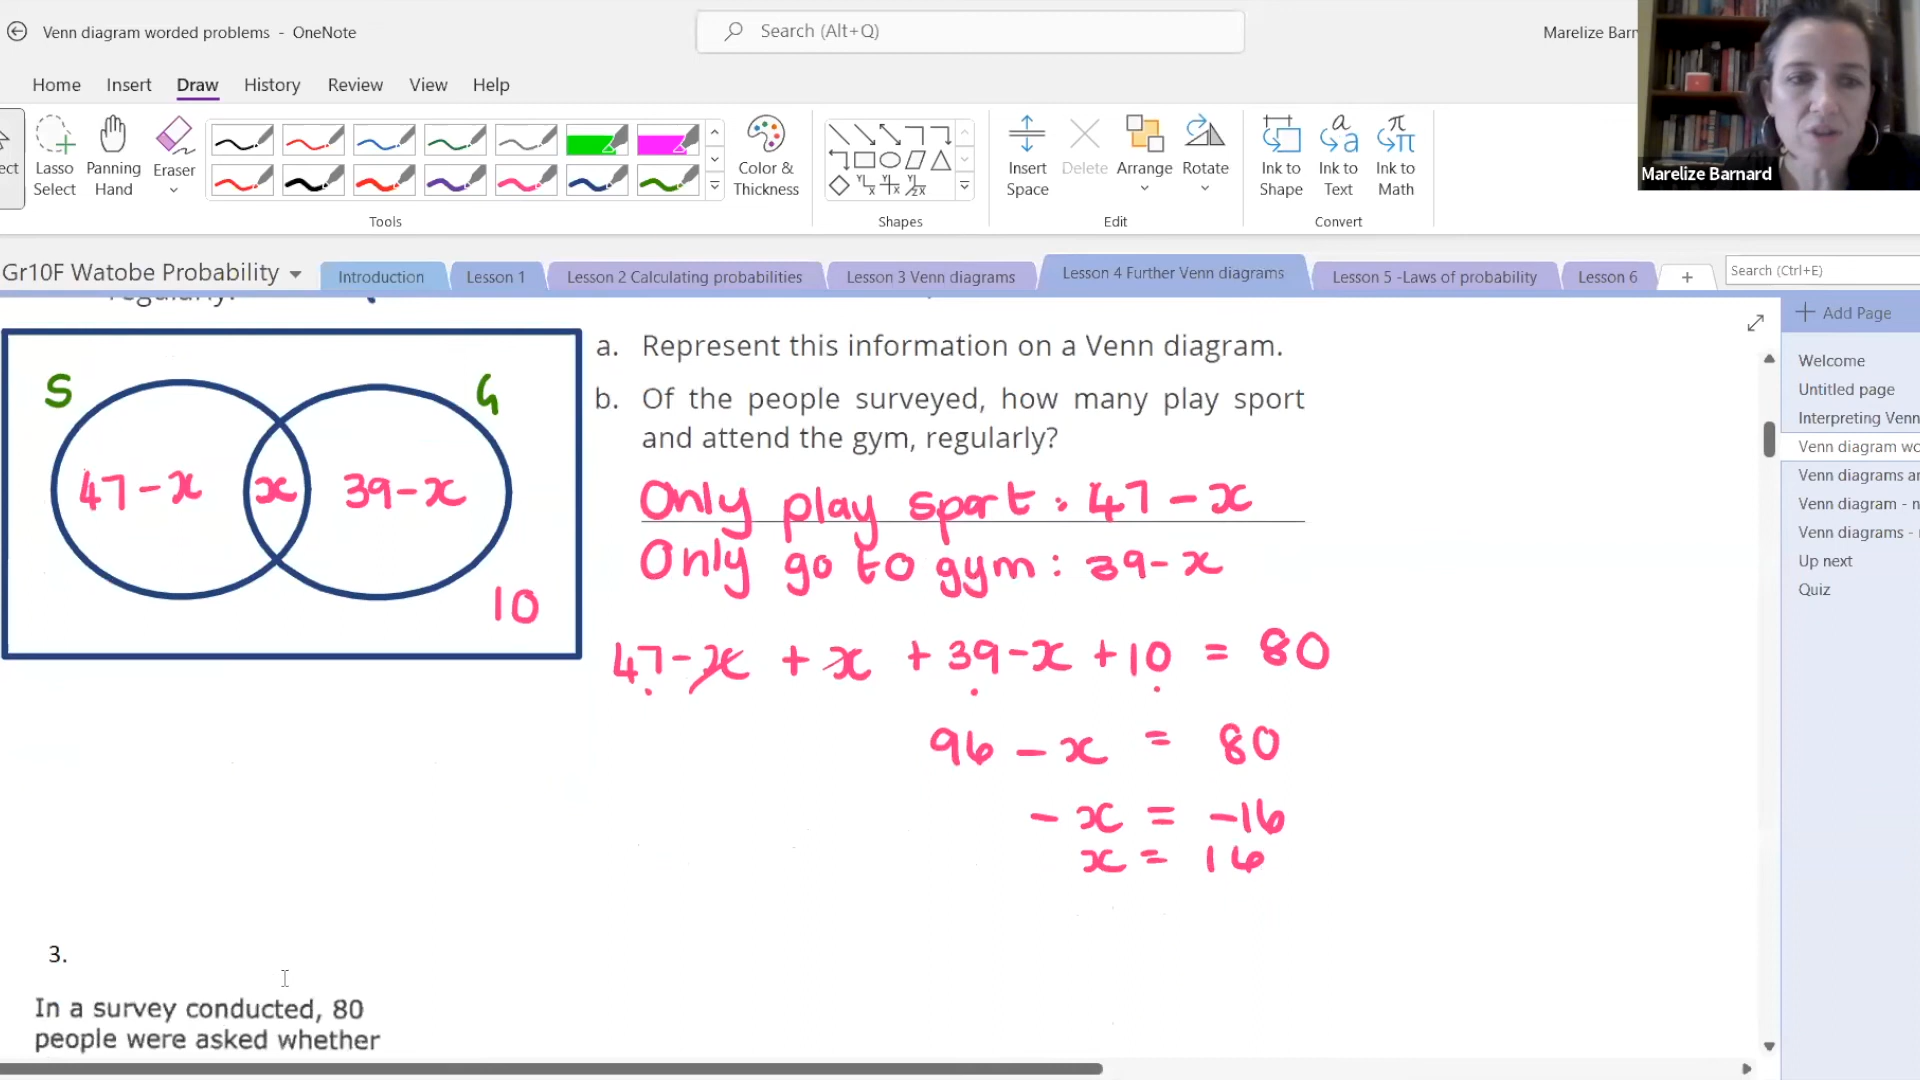 Venn diagram worded problems - OneNote
Search (Alt+Q)
Marelize Barn
Home Insert Draw History Review View Help
Lasso Select
Panning Hand
Eraser
Color & Thickness
Insert Space
Delete
Arrange
Rotate
Ink to Shape
Ink to Text
Ink to Math
Marelize Barnard
Tools Shapes Edit Convert
Gr10F Watobe Probability
Introduction Lesson 1 Lesson 2 Calculating probabilities Lesson 3 Venn diagrams Lesson 4 Further Venn diagrams Lesson 5 -Laws of probability Lesson 6 +
Search (Ctrl+E)
regularly.
Add Page
Welcome
Untitled page
Interpreting Venn
Venn diagram wo
Venn diagrams ar
Venn diagram - n
Venn diagrams -
Up next
Quiz
S G
47-x x 39-x
10
a. Represent this information on a Venn diagram.
b. Of the people surveyed, how many play sport
and attend the gym, regularly?
Only play sport : 47 - x
Only go to gym : 39 - x
47 - x + x + 39 - x + 10 = 80
96 - x = 80
- x = -16
x = 16
3.
In a survey conducted, 80
people were asked whether